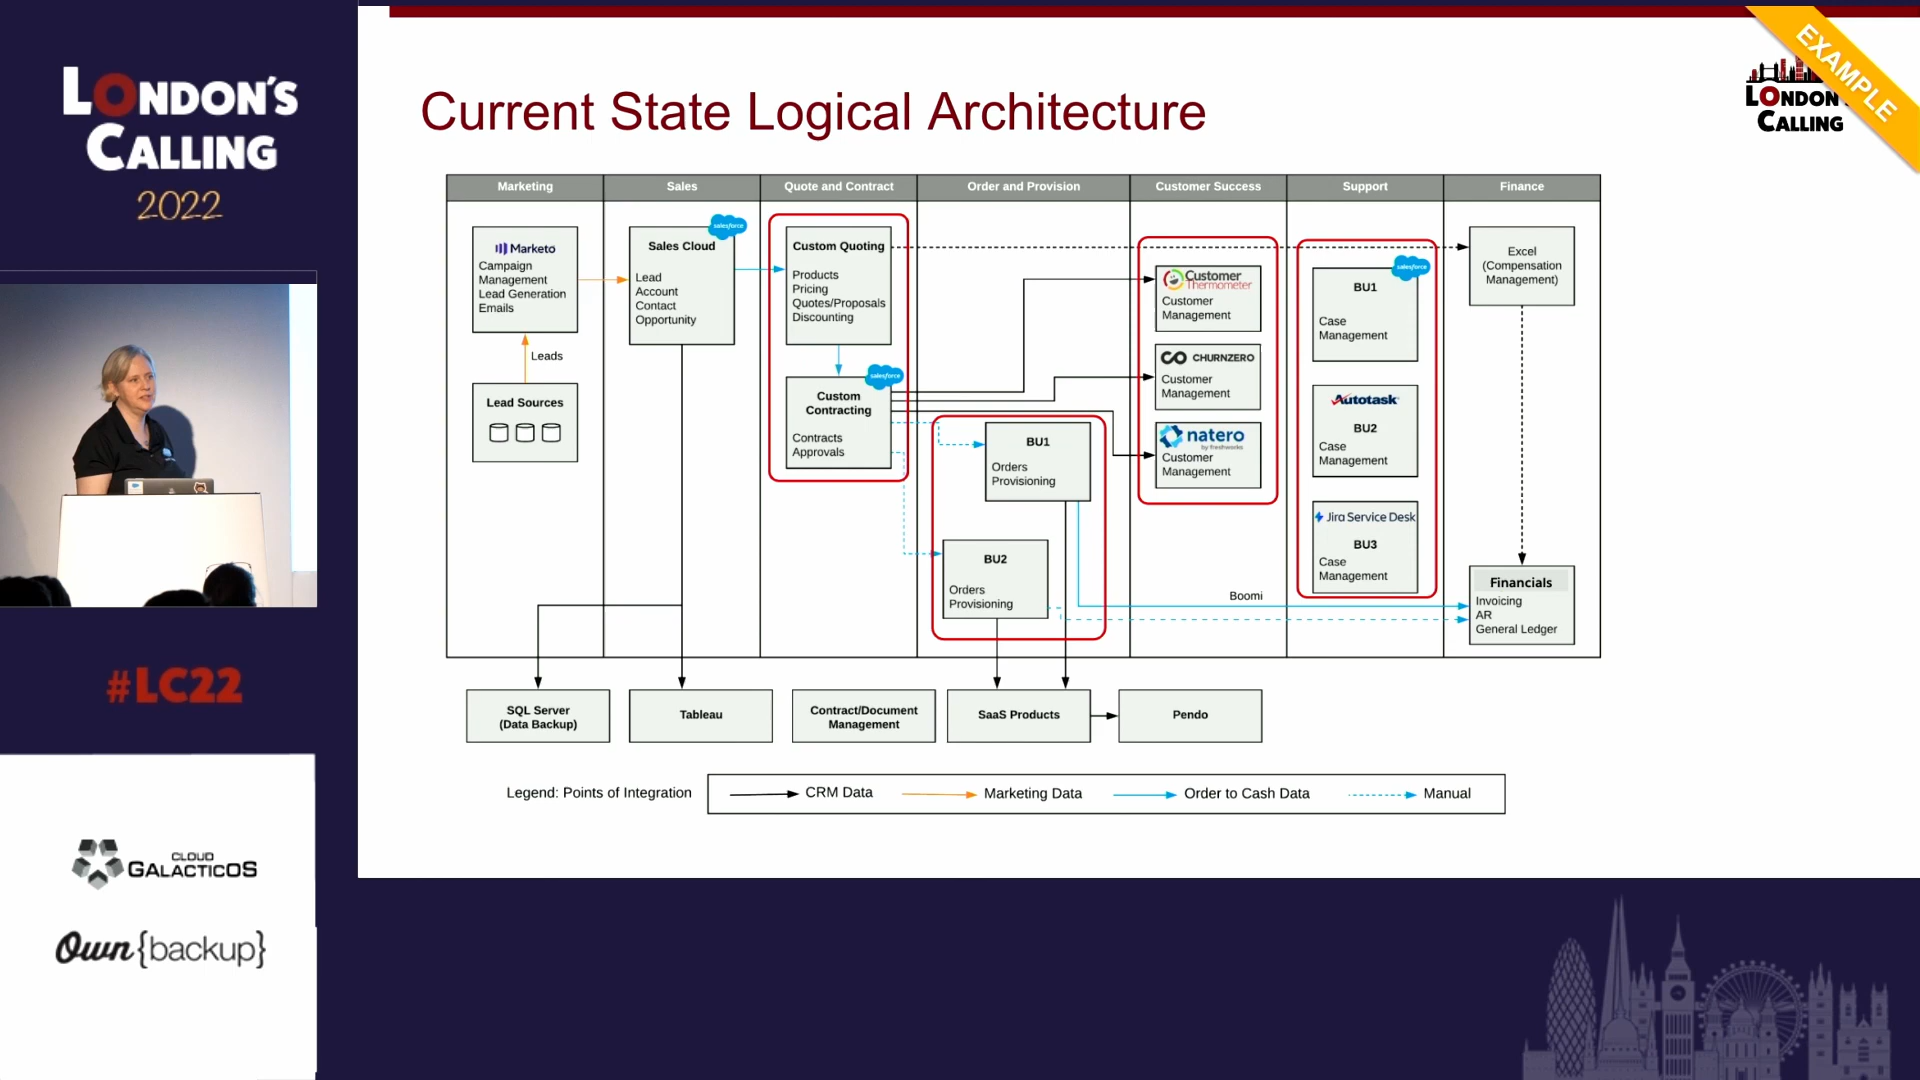 LONDON'S
CALLING
2022
#LC22
CLOUD
GALACTICOS
Own{backup}
EXAMPLE
LONDON
CALLING
Current State Logical Architecture
Marketing
Sales
Quote and Contract
Order and Provision
Customer Success
Support
Finance
Marketo
Campaign
Management
Lead Generation
Emails
Leads
Lead Sources
salesforce
Sales Cloud
Lead
Account
Contact
Opportunity
Custom Quoting
Products
Pricing
Quotes/Proposals
Discounting
salesforce
Custom
Contracting
Contracts
Approvals
BU1
Orders
Provisioning
BU2
Orders
Provisioning
Customer
Thermometer
Customer
Management
CHURNZERO
Customer
Management
natero
by freshworks
Customer
Management
salesforce
BU1
Case
Management
Autotask
BU2
Case
Management
Jira Service Desk
BU3
Case
Management
Excel
(Compensation
Management)
Boomi
Financials
Invoicing
AR
General Ledger
SQL Server
(Data Backup)
Tableau
Contract/Document
Management
SaaS Products
Pendo
Legend: Points of Integration
CRM Data
Marketing Data
Order to Cash Data
Manual